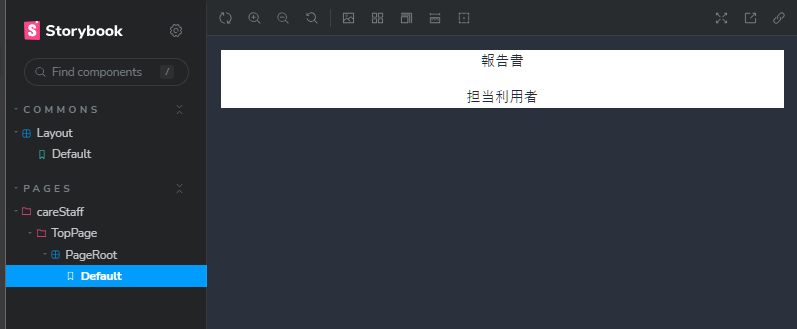 Storybook
Find components
/
COMMONS
Layout
Default
PAGES
careStaff
TopPage
PageRoot
Default
報告書
担当利用者